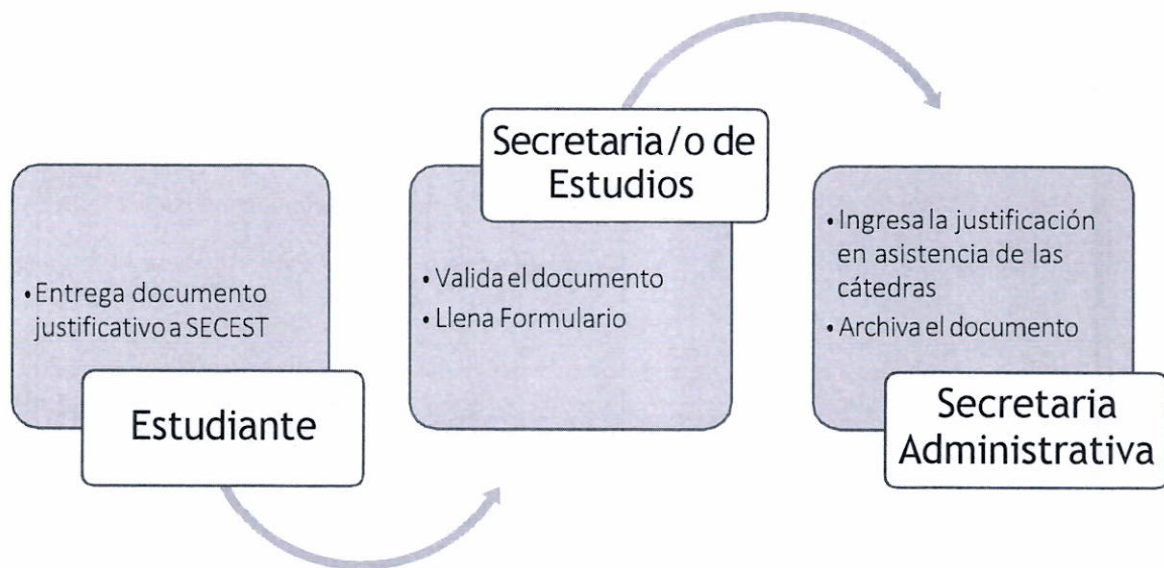 • Entrega documento
justificativo a SECEST
Estudiante
Secretaria/o de
Estudios
• Valida el documento
• Llena Formulario
• Ingresa la justificación
en asistencia de las
cátedras
• Archiva el documento
Secretaria
Administrativa